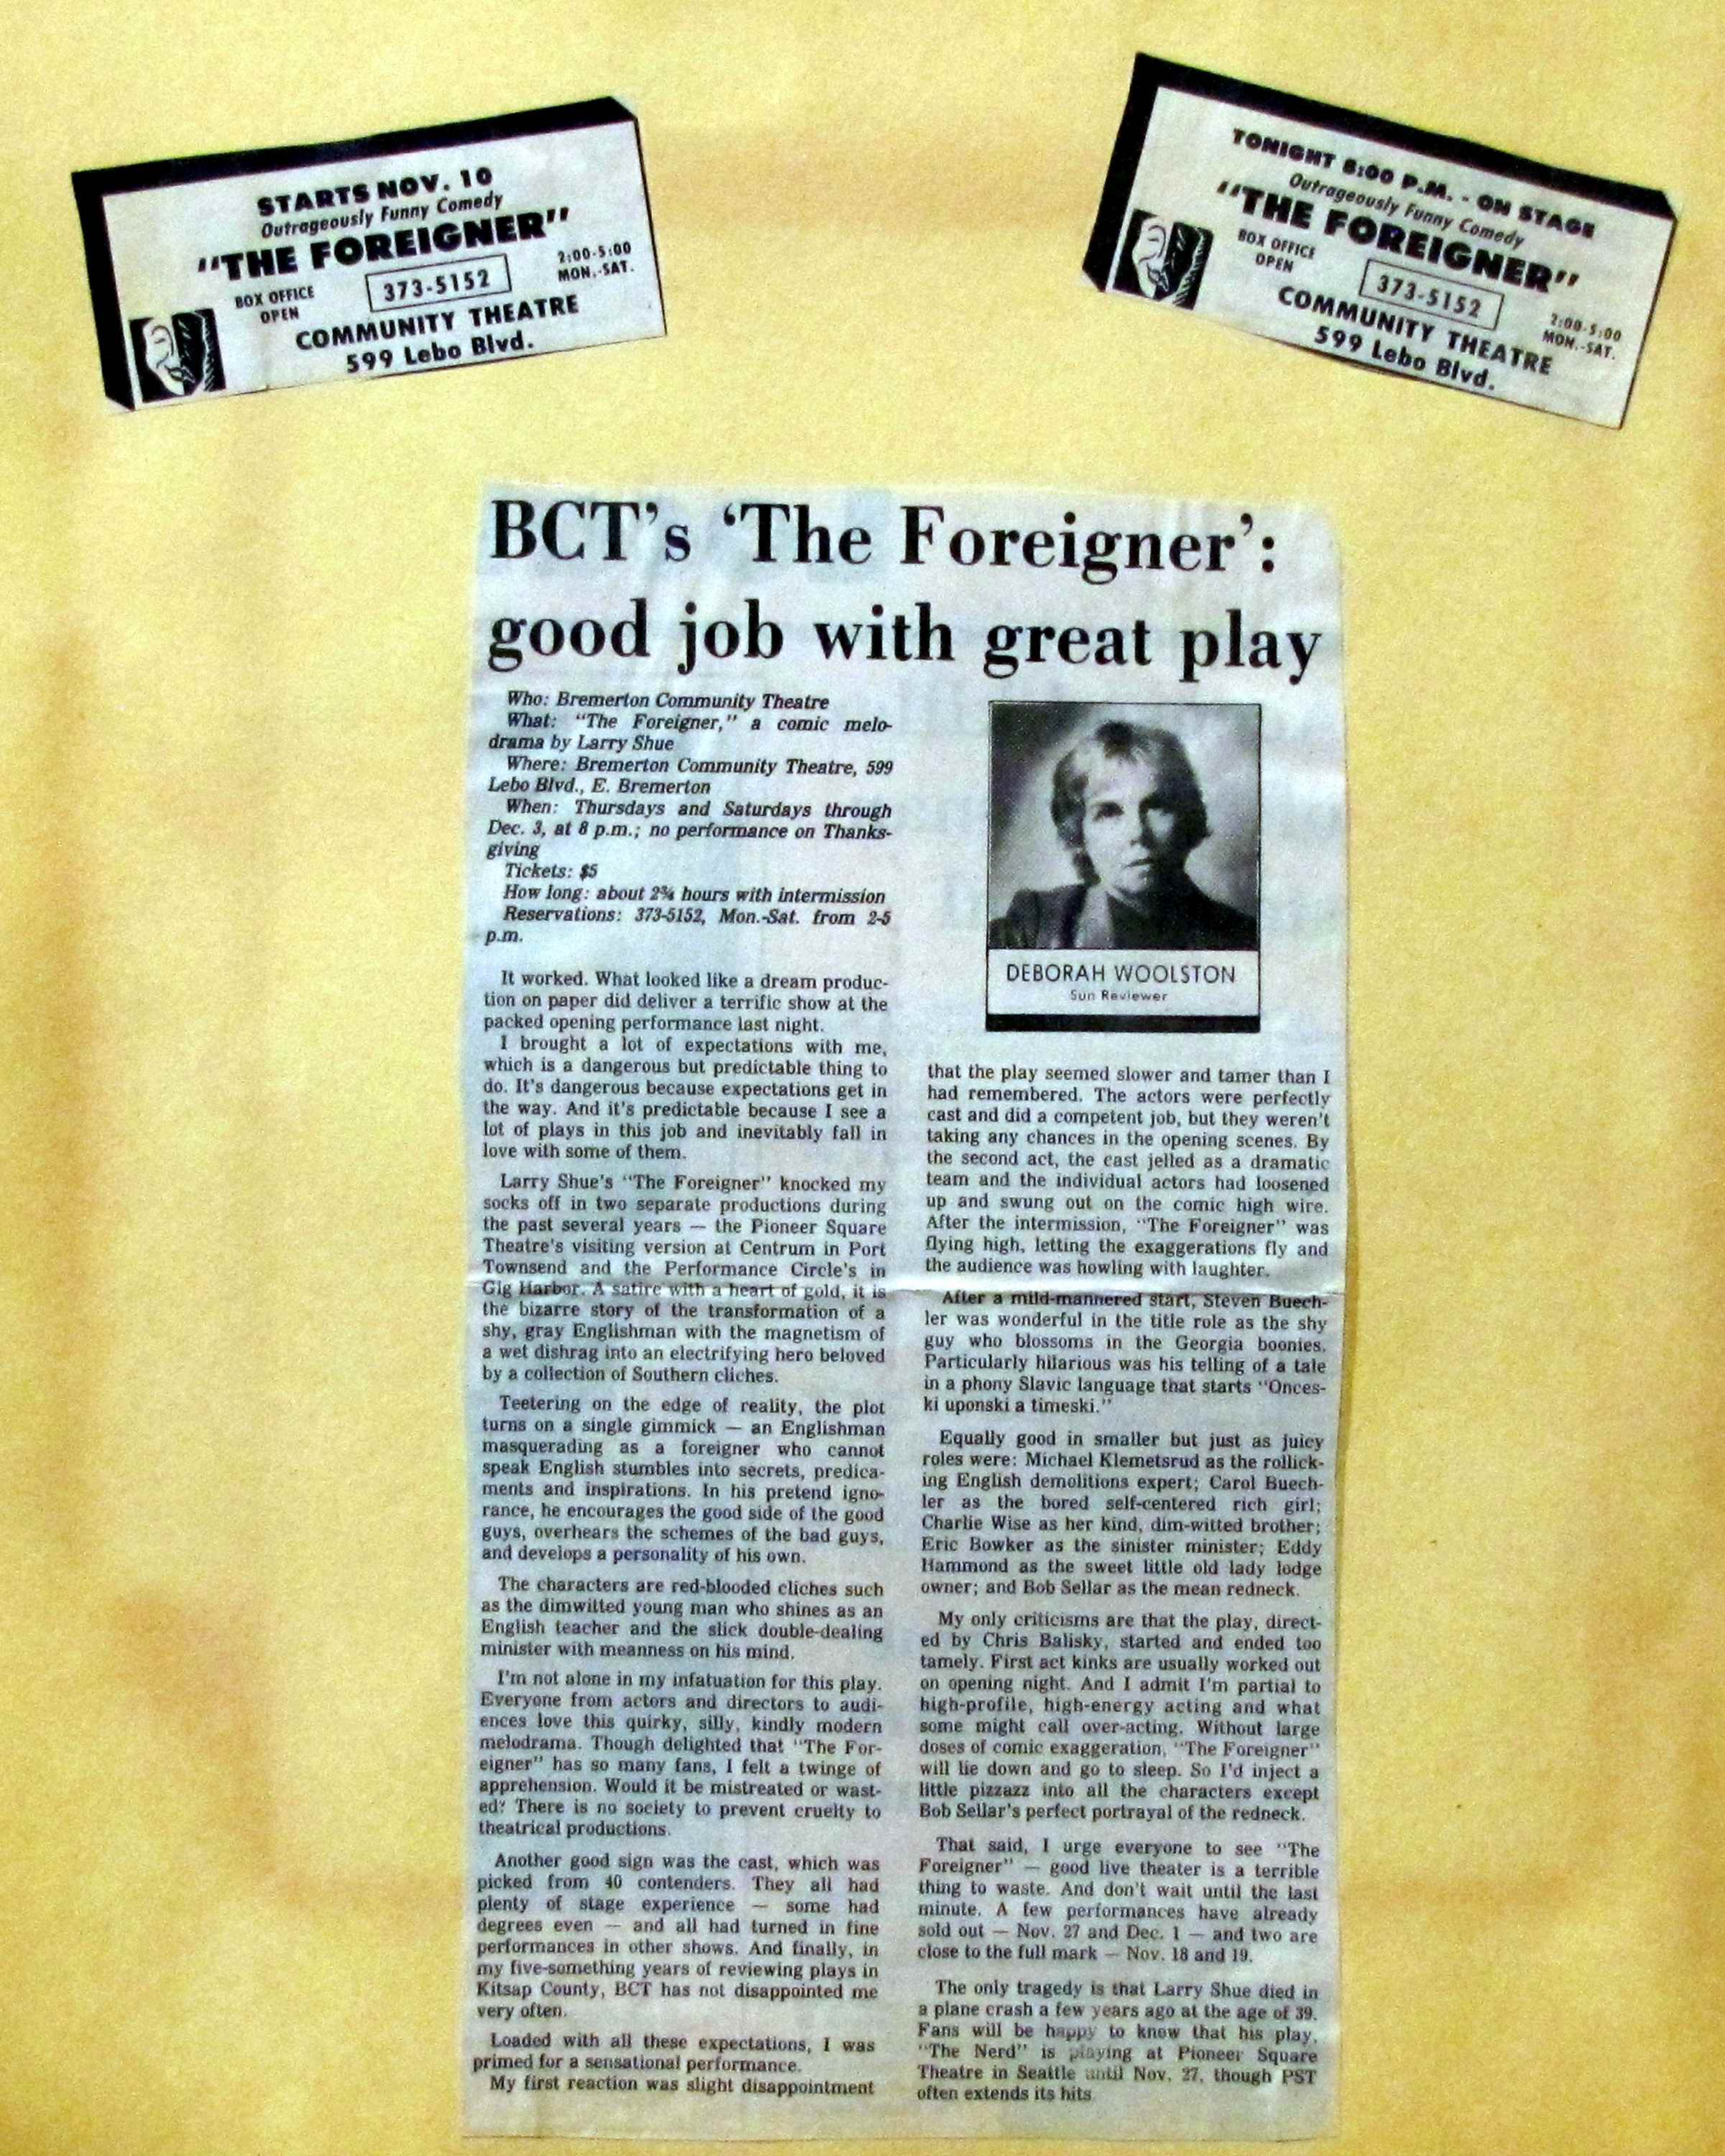 STARTS NOV. 10
Outrageously Funny Comedy
"THE FOREIGNER"
BOX OFFICE
OPEN
373-5152
2:00-5:00
MON.-SAT.
COMMUNITY THEATRE
599 Lebo Blvd.
TONIGHT 8:00 P.M. - ON STAGE
Outrageously Funny Comedy
"THE FOREIGNER"
BOX OFFICE
OPEN
373-5152
2:00-5:00
MON.-SAT.
COMMUNITY THEATRE
599 Lebo Blvd.
BCT's 'The Foreigner':
good job with great play
Who: Bremerton Community Theatre
What: "The Foreigner," a comic melo-
drama by Larry Shue
Where: Bremerton Community Theatre, 599
Lebo Blvd., E. Bremerton
When: Thursdays and Saturdays through
Dec. 3, at 8 p.m.; no performance on Thanks-
giving
Tickets: $5
How long: about 2¾ hours with intermission
Reservations: 373-5152, Mon.-Sat. from 2-5
p.m.
It worked. What looked like a dream produc-
tion on paper did deliver a terrific show at the
packed opening performance last night.
I brought a lot of expectations with me,
which is a dangerous but predictable thing to
do. It's dangerous because expectations get in
the way. And it's predictable because I see a
lot of plays in this job and inevitably fall in
love with some of them.
Larry Shue's "The Foreigner" knocked my
socks off in two separate productions during
the past several years — the Pioneer Square
Theatre's visiting version at Centrum in Port
Townsend and the Performance Circle's in
Gig Harbor. A satire with a heart of gold, it is
the bizarre story of the transformation of a
shy, gray Englishman with the magnetism of
a wet dishrag into an electrifying hero beloved
by a collection of Southern cliches.
Teetering on the edge of reality, the plot
turns on a single gimmick — an Englishman
masquerading as a foreigner who cannot
speak English stumbles into secrets, predica-
ments and inspirations. In his pretend igno-
rance, he encourages the good side of the good
guys, overhears the schemes of the bad guys,
and develops a personality of his own.
The characters are red-blooded cliches such
as the dimwitted young man who shines as an
English teacher and the slick double-dealing
minister with meanness on his mind.
I'm not alone in my infatuation for this play.
Everyone from actors and directors to audi-
ences love this quirky, silly, kindly modern
melodrama. Though delighted that "The For-
eigner" has so many fans, I felt a twinge of
apprehension. Would it be mistreated or wast-
ed? There is no society to prevent cruelty to
theatrical productions.
Another good sign was the cast, which was
picked from 40 contenders. They all had
plenty of stage experience — some had
degrees even — and all had turned in fine
performances in other shows. And finally, in
my five-something years of reviewing plays in
Kitsap County, BCT has not disappointed me
very often.
Loaded with all these expectations, I was
primed for a sensational performance.
My first reaction was slight disappointment
DEBORAH WOOLSTON
Sun Reviewer
that the play seemed slower and tamer than I
had remembered. The actors were perfectly
cast and did a competent job, but they weren't
taking any chances in the opening scenes. By
the second act, the cast jelled as a dramatic
team and the individual actors had loosened
up and swung out on the comic high wire.
After the intermission, "The Foreigner" was
flying high, letting the exaggerations fly and
the audience was howling with laughter.
After a mild-mannered start, Steven Buech-
ler was wonderful in the title role as the shy
guy who blossoms in the Georgia boonies.
Particularly hilarious was his telling of a tale
in a phony Slavic language that starts "Onces-
ki uponski a timeski."
Equally good in smaller but just as juicy
roles were: Michael Klemetsrud as the rollick-
ing English demolitions expert; Carol Buech-
ler as the bored self-centered rich girl;
Charlie Wise as her kind, dim-witted brother;
Eric Bowker as the sinister minister; Eddy
Hammond as the sweet little old lady lodge
owner; and Bob Sellar as the mean redneck.
My only criticisms are that the play, direct-
ed by Chris Balisky, started and ended too
tamely. First act kinks are usually worked out
on opening night. And I admit I'm partial to
high-profile, high-energy acting and what
some might call over-acting. Without large
doses of comic exaggeration, "The Foreigner"
will lie down and go to sleep. So I'd inject a
little pizzazz into all the characters except
Bob Sellar's perfect portrayal of the redneck.
That said, I urge everyone to see "The
Foreigner" — good live theater is a terrible
thing to waste. And don't wait until the last
minute. A few performances have already
sold out — Nov. 27 and Dec. 1 — and two are
close to the full mark — Nov. 18 and 19.
The only tragedy is that Larry Shue died in
a plane crash a few years ago at the age of 39.
Fans will be happy to know that his play,
"The Nerd" is playing at Pioneer Square
Theatre in Seattle until Nov. 27, though PST
often extends its hits.